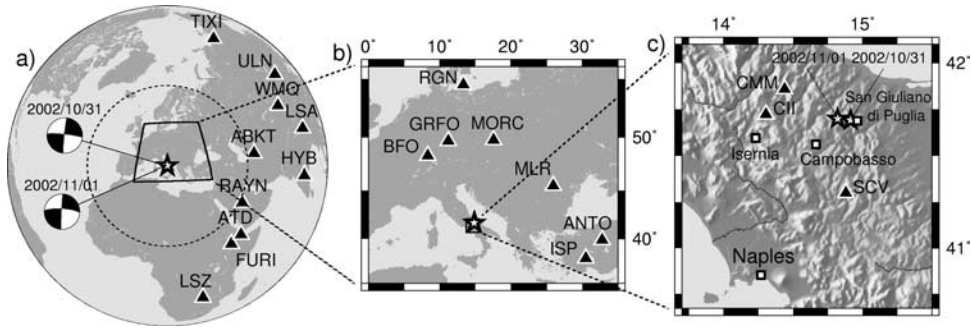 a)
TIXI
ULN
WMQ
LSA
ABKT
HYB
RAYN
ATD
FURI
LSZ
2002/10/31
2002/11/01
b)
0°
10°
20°
30°
50°
40°
RGN
GRFO
MORC
BFO
MLR
ANTO
ISP
c)
14°
15°
42°
41°
2002/11/01 2002/10/31
CMM
CII
San Giuliano
di Puglia
Isernia
Campobasso
SCV
Naples